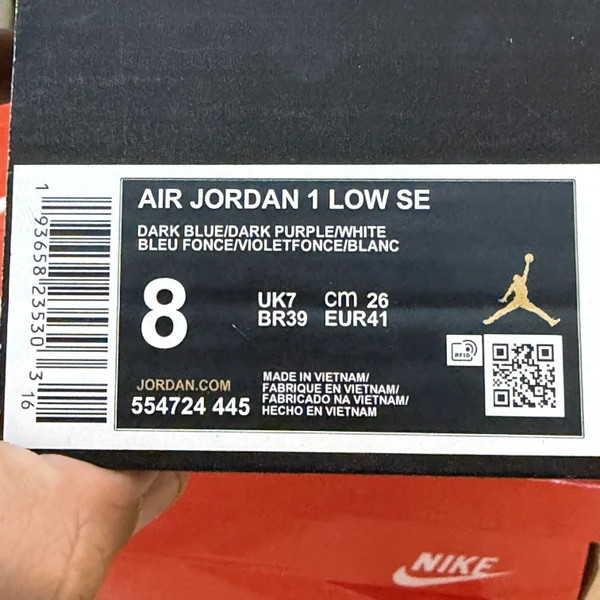 AIR JORDAN 1 LOW SE
DARK BLUE/DARK PURPLE/WHITE
BLEU FONCE/VIOLETFONCE/BLANC
8
UK7 cm 26
BR39 EUR41
RFID
JORDAN.COM
554724 445
MADE IN VIETNAM/
FABRIQUE EN VIETNAM/
FABRICADO NA VIETNAM/
HECHO EN VIETNAM
1 93658 23530 3 16
NIKE